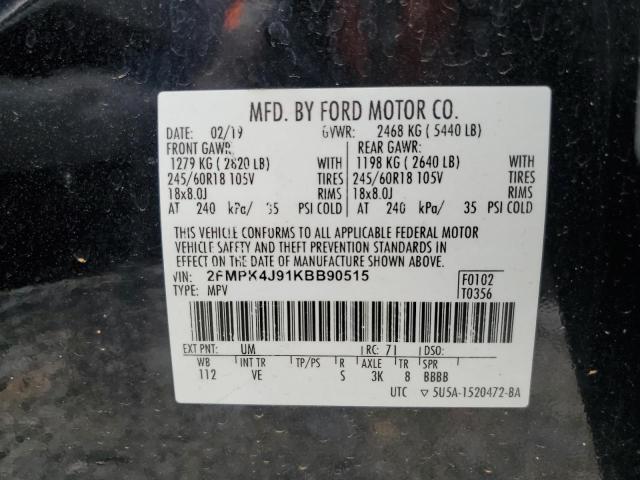 MFD. BY FORD MOTOR CO.
DATE: 02/19 GVWR: 2468 KG ( 5440 LB)
FRONT GAWR: REAR GAWR:
1279 KG ( 2820 LB) WITH 1198 KG ( 2640 LB) WITH
245/60R18 105V TIRES 245/60R18 105V TIRES
18x8.0J RIMS 18x8.0J RIMS
AT 240 kPa/ 35 PSI COLD AT 240 kPa/ 35 PSI COLD
THIS VEHICLE CONFORMS TO ALL APPLICABLE FEDERAL MOTOR
VEHICLE SAFETY AND THEFT PREVENTION STANDARDS IN
EFFECT ON THE DATE OF MANUFACTURE SHOWN ABOVE.
VIN: 2FMPK4J91KBB90515 F0102
TYPE: MPV T0356
EXT PNT: UM RC: 71 DSO:
WB INT TR TP/PS R AXLE TR SPR
112 VE S 3K 8 BBBB
UTC ▽ 5U5A-1520472-BA